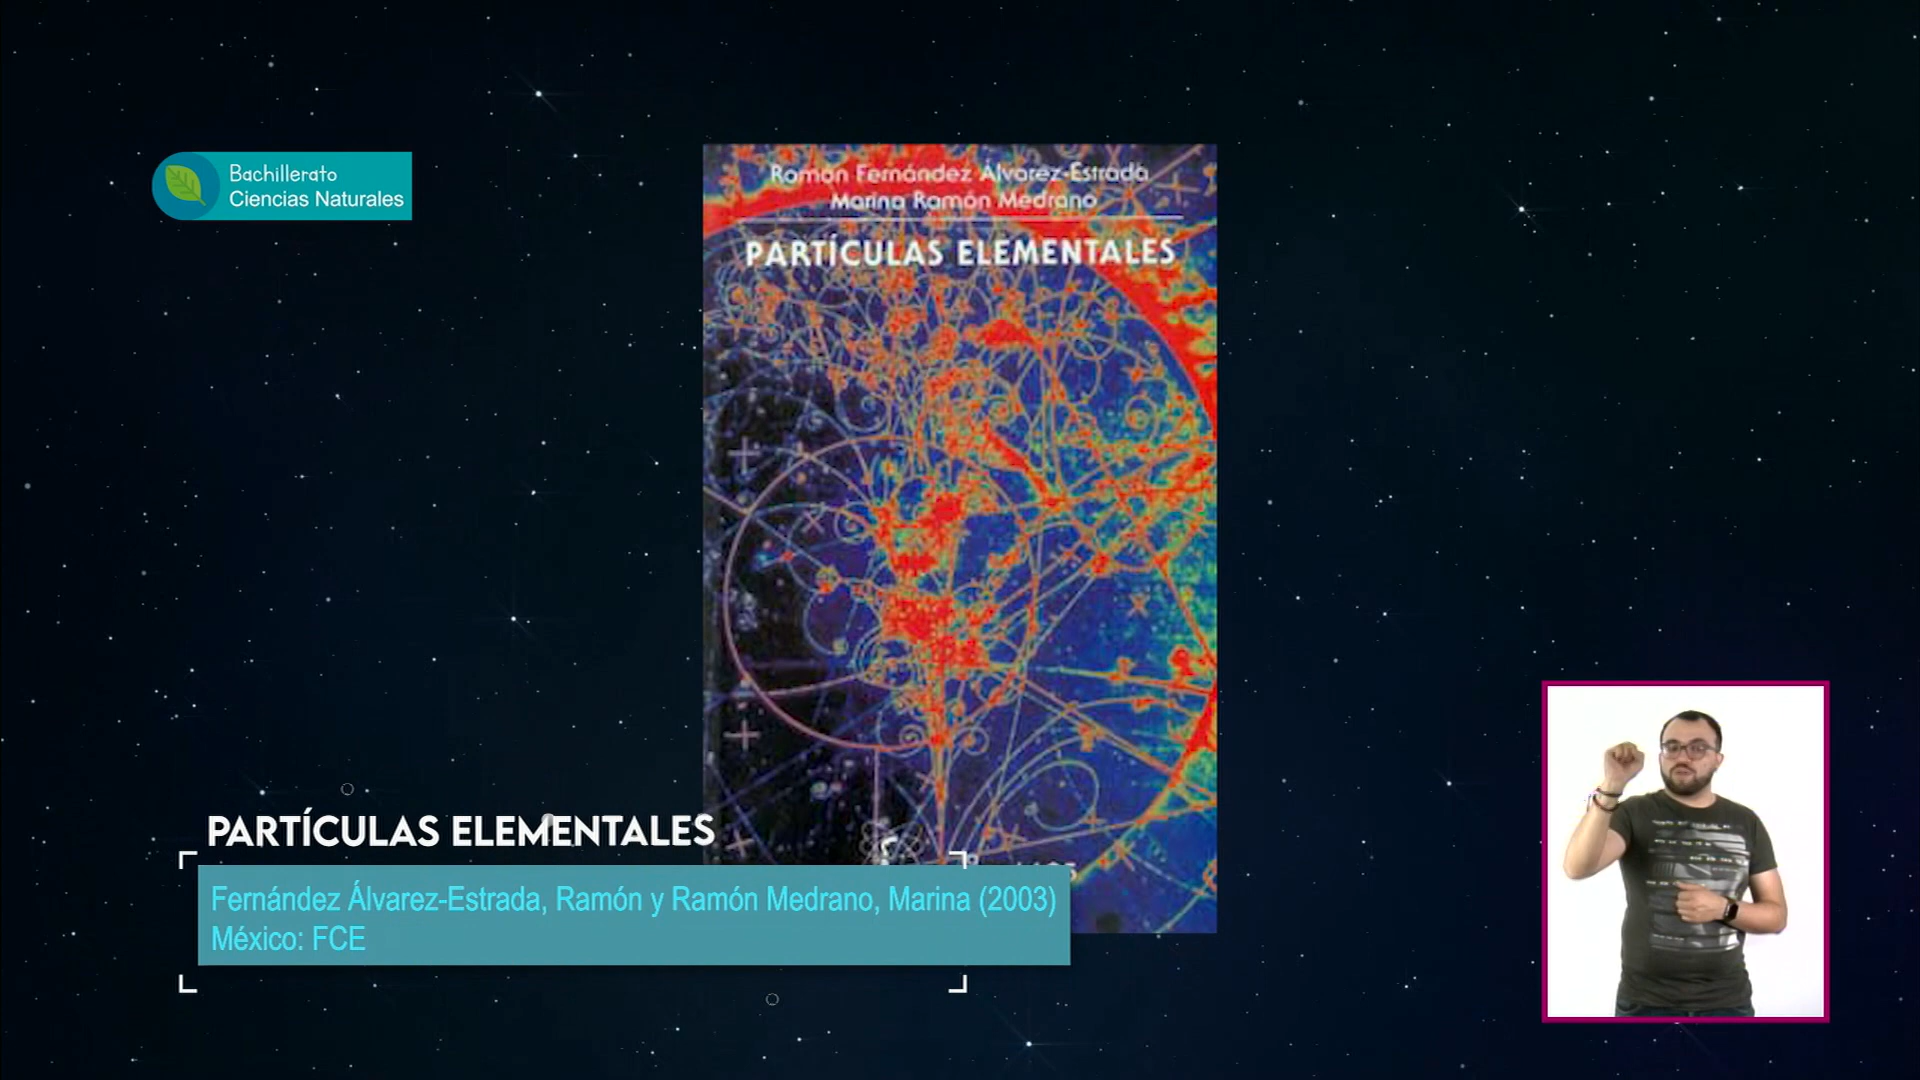 Bachillerato
Ciencias Naturales
Ramón Fernández Álvarez-Estrada
Marina Ramón Medrano
PARTÍCULAS ELEMENTALES
PARTÍCULAS ELEMENTALES
Fernández Álvarez-Estrada, Ramón y Ramón Medrano, Marina (2003)
México: FCE